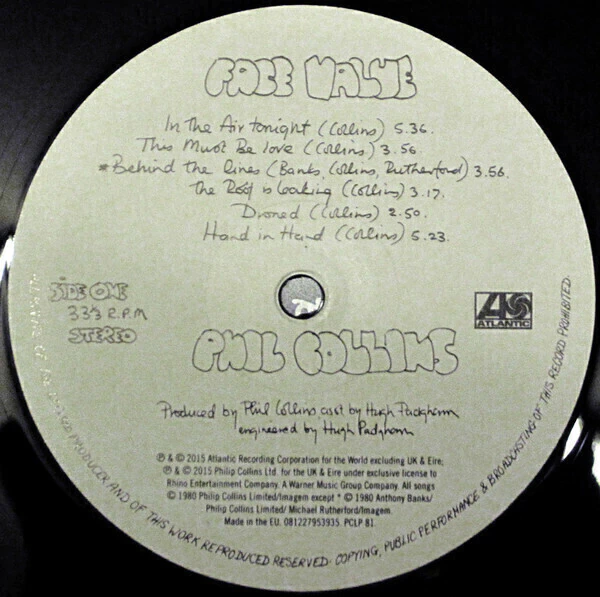 FACE VALUE
In The Air tonight (Collins) 5.36.
This Must Be love (Collins) 3.56.
*Behind the lines (Banks, Collins, Rutherford) 3.56.
The Roof is leaking (Collins) 3.17.
Droned (Collins) 2.50.
Hand in Hand (Collins) 5.23.
SIDE ONE
33⅓ R.P.M
STEREO
ATLANTIC
PHIL COLLINS
Produced by Phil Collins, asst by Hugh Padgham
engineered by Hugh Padgham
℗ & © 2015 Atlantic Recording Corporation for the World excluding UK & Eire;
℗ & © 2015 Philip Collins Ltd. for the UK & Eire under exclusive license to
Rhino Entertainment Company. A Warner Music Group Company. All songs
© 1980 Philip Collins Limited/Imagem except * © 1980 Anthony Banks/
Philip Collins Limited/ Michael Rutherford/Imagem.
Made in the EU. 081227953935. PCLP 81.
PRODUCER AND OF THIS WORK REPRODUCED RESERVED. COPYING, PUBLIC PERFORMANCE & BROADCASTING OF THIS RECORD PROHIBITED.